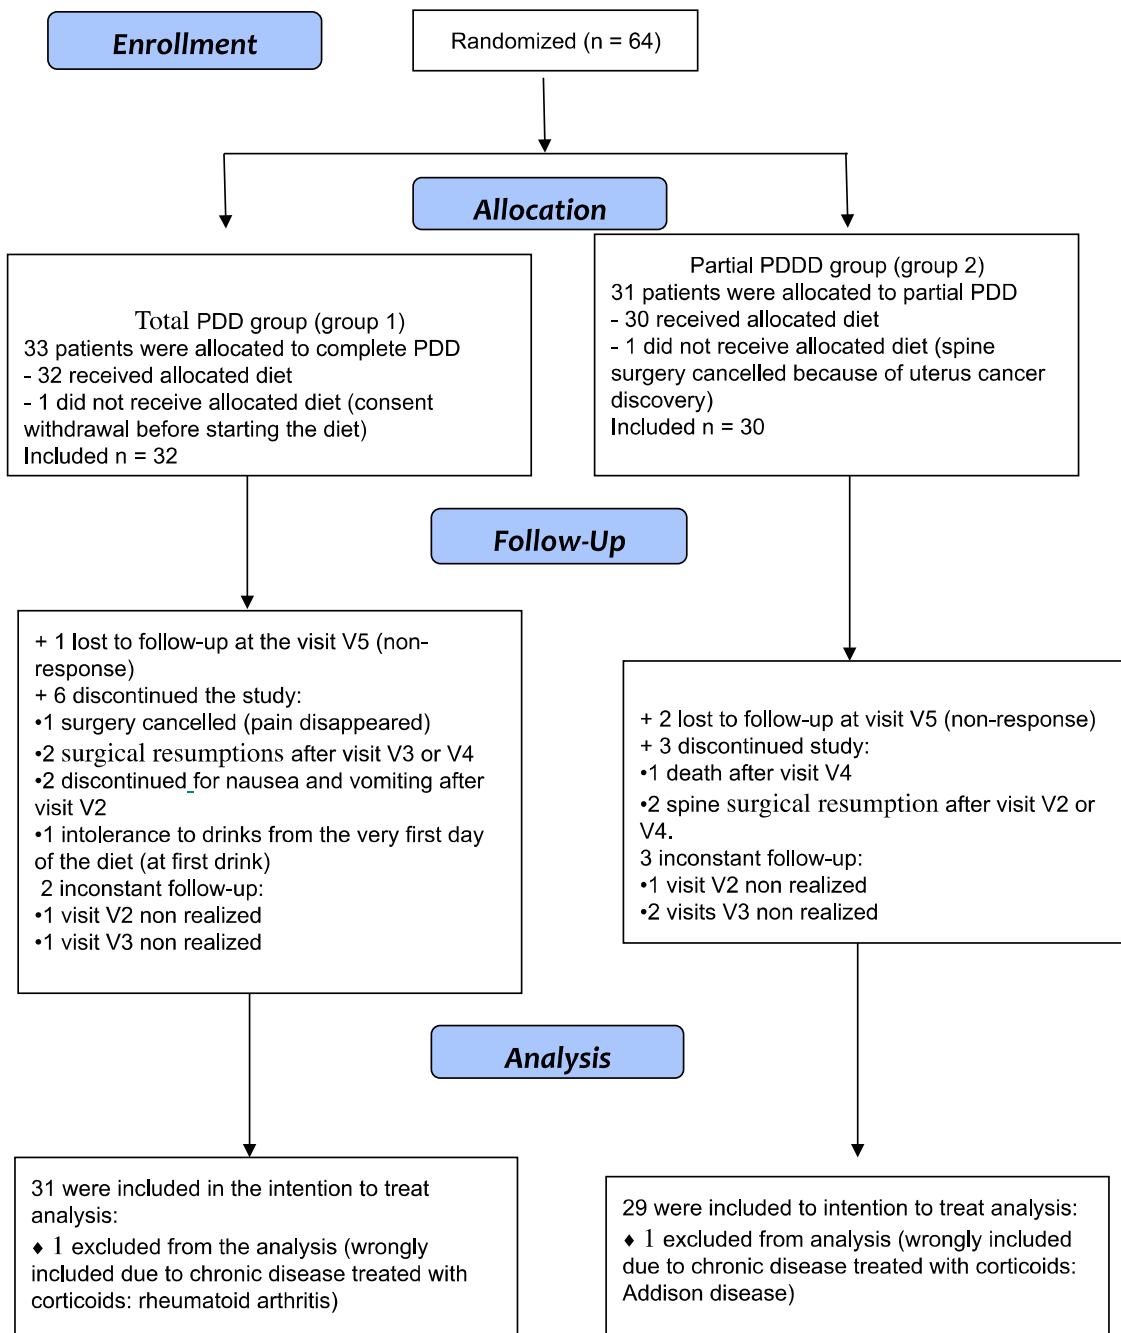 Enrollment
Randomized (n = 64)
Allocation
Total PDD group (group 1)
33 patients were allocated to complete PDD
- 32 received allocated diet
- 1 did not receive allocated diet (consent
withdrawal before starting the diet)
Included n = 32
Partial PDDD group (group 2)
31 patients were allocated to partial PDD
- 30 received allocated diet
- 1 did not receive allocated diet (spine
surgery cancelled because of uterus cancer
discovery)
Included n = 30
Follow-Up
+ 1 lost to follow-up at the visit V5 (non-
response)
+ 6 discontinued the study:
•1 surgery cancelled (pain disappeared)
•2 surgical resumptions after visit V3 or V4
•2 discontinued for nausea and vomiting after
visit V2
•1 intolerance to drinks from the very first day
of the diet (at first drink)
2 inconstant follow-up:
•1 visit V2 non realized
•1 visit V3 non realized
+ 2 lost to follow-up at visit V5 (non-response)
+ 3 discontinued study:
•1 death after visit V4
•2 spine surgical resumption after visit V2 or
V4.
3 inconstant follow-up:
•1 visit V2 non realized
•2 visits V3 non realized
Analysis
31 were included in the intention to treat
analysis:
♦ 1 excluded from the analysis (wrongly
included due to chronic disease treated with
corticoids: rheumatoid arthritis)
29 were included to intention to treat analysis:
♦ 1 excluded from analysis (wrongly included
due to chronic disease treated with corticoids:
Addison disease)